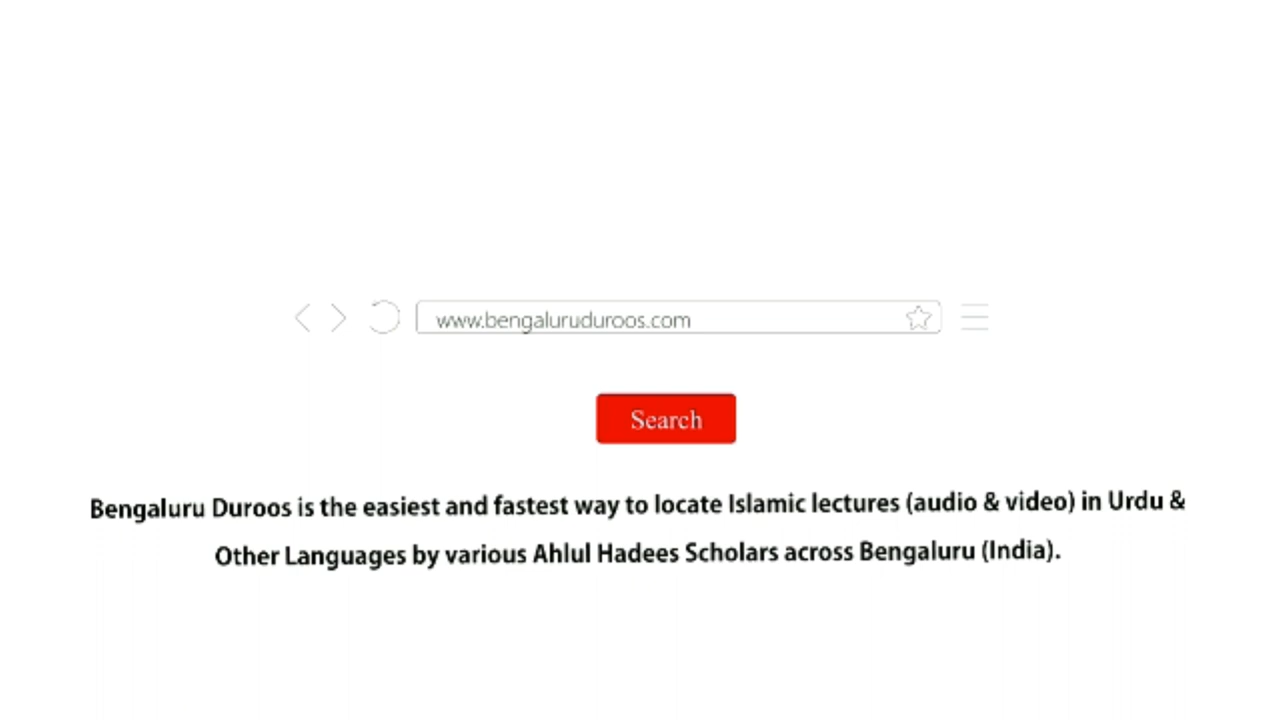 www.bengaluruduroos.com
Search
Bengaluru Duroos is the easiest and fastest way to locate Islamic lectures (audio & video) in Urdu &
Other Languages by various Ahlul Hadees Scholars across Bengaluru (India).